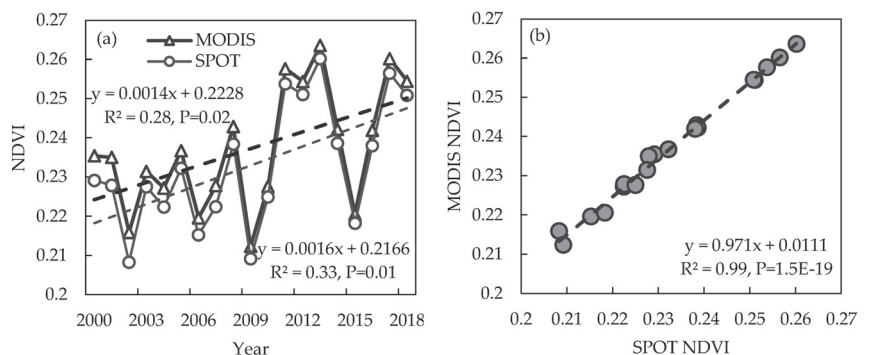 (a)
MODIS
SPOT
y = 0.0014x + 0.2228
R² = 0.28, P=0.02
y = 0.0016x + 0.2166
R² = 0.33, P=0.01
NDVI
0.27
0.26
0.25
0.24
0.23
0.22
0.21
0.2
2000 2003 2006 2009 2012 2015 2018
Year
(b)
MODIS NDVI
0.27
0.26
0.25
0.24
0.23
0.22
0.21
0.2
y = 0.971x + 0.0111
R² = 0.99, P=1.5E-19
0.2 0.21 0.22 0.23 0.24 0.25 0.26 0.27
SPOT NDVI